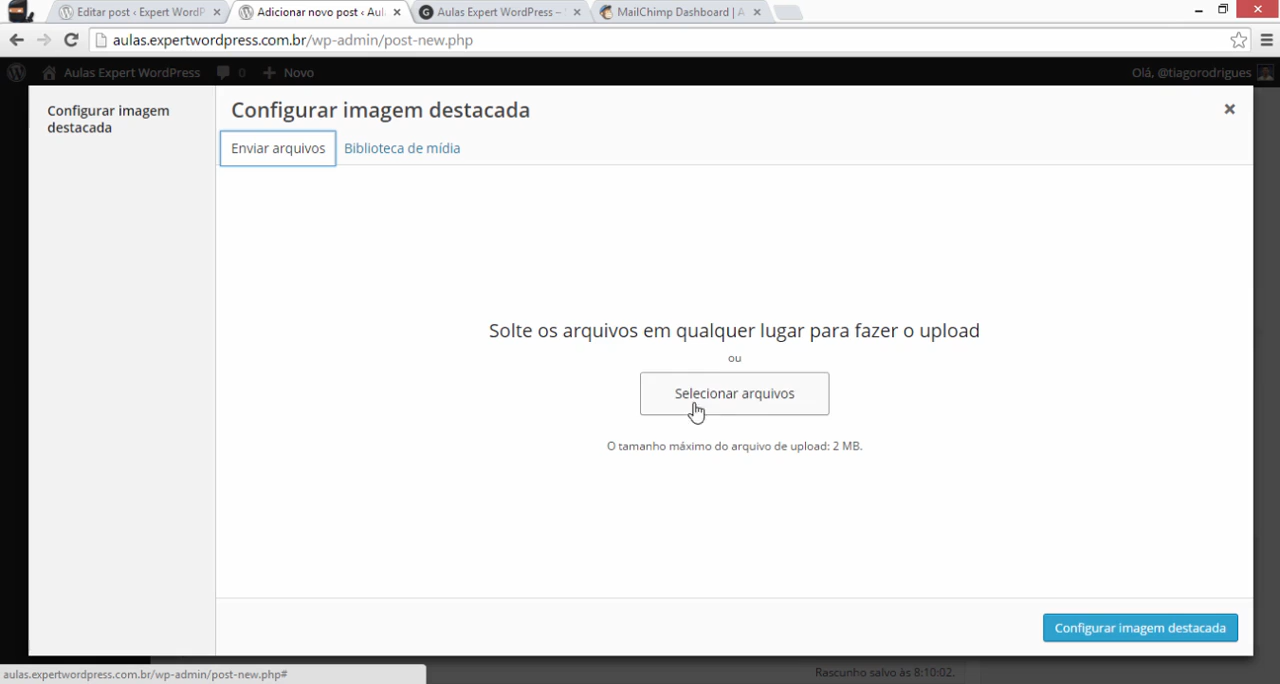 Editar post ‹ Expert WordP
Adicionar novo post ‹ Aul
Aulas Expert WordPress –
MailChimp Dashboard | A
aulas.expertwordpress.com.br/wp-admin/post-new.php
Aulas Expert WordPress
0
Novo
Olá, @tiagorodrigues
Configurar imagem
destacada
Configurar imagem destacada
Enviar arquivos
Biblioteca de mídia
Solte os arquivos em qualquer lugar para fazer o upload
ou
Selecionar arquivos
O tamanho máximo do arquivo de upload: 2 MB.
Configurar imagem destacada
aulas.expertwordpress.com.br/wp-admin/post-new.php#
Rascunho salvo às 8:10:02.